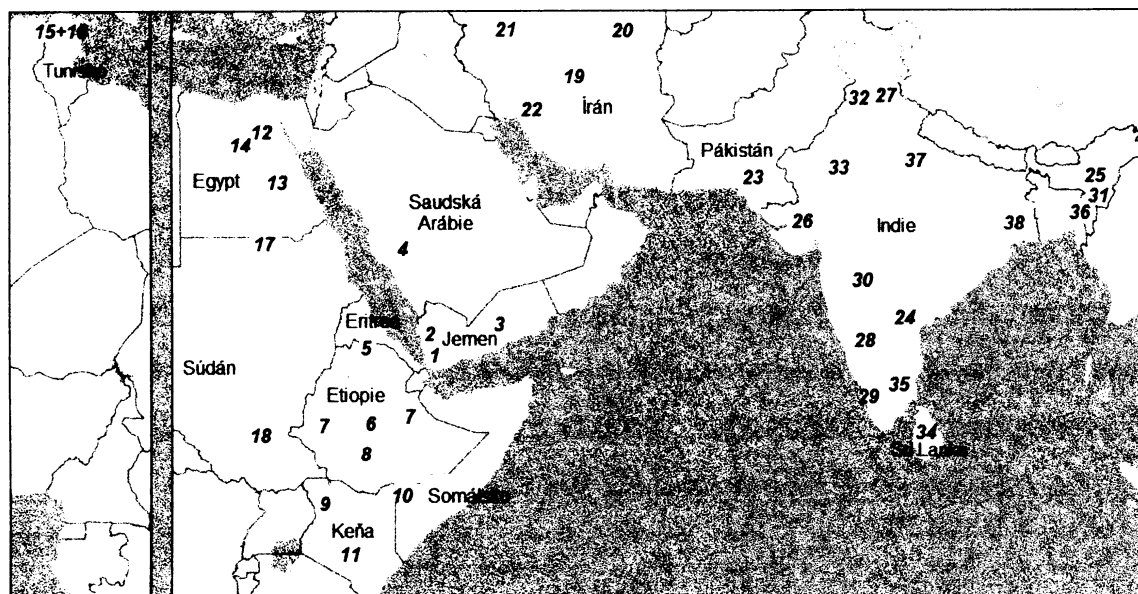 15+16
21
20
Tunisko
19
22
Írán
32
27
12
14
Pákistán
23
33
37
25
Egypt
13
31
Saudská
Arábie
26
Indie
38
36
17
4
30
Eritrea
2
3
24
Jemen
1
5
28
Súdán
Etiopie
35
29
7
6
7
34
18
Srí Lanka
8
9
10
Somálsko
Keňa
11